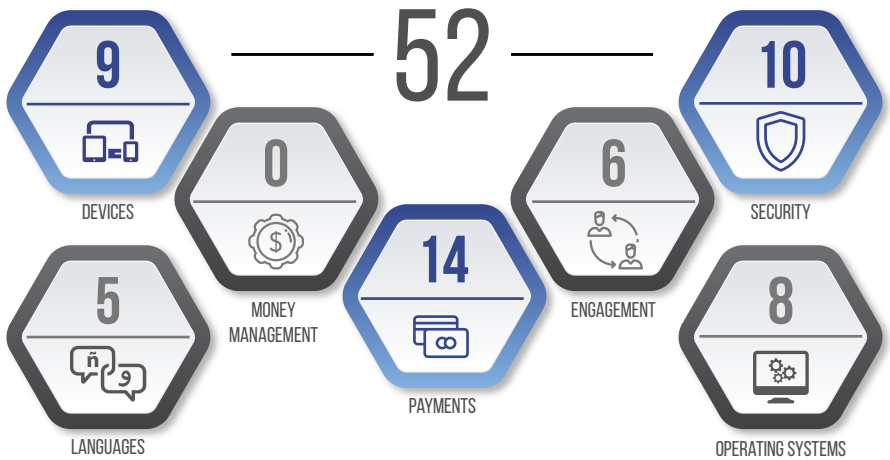 52
9
DEVICES
0
MONEY
MANAGEMENT
14
PAYMENTS
6
ENGAGEMENT
10
SECURITY
5
ñ
و
LANGUAGES
8
OPERATING SYSTEMS